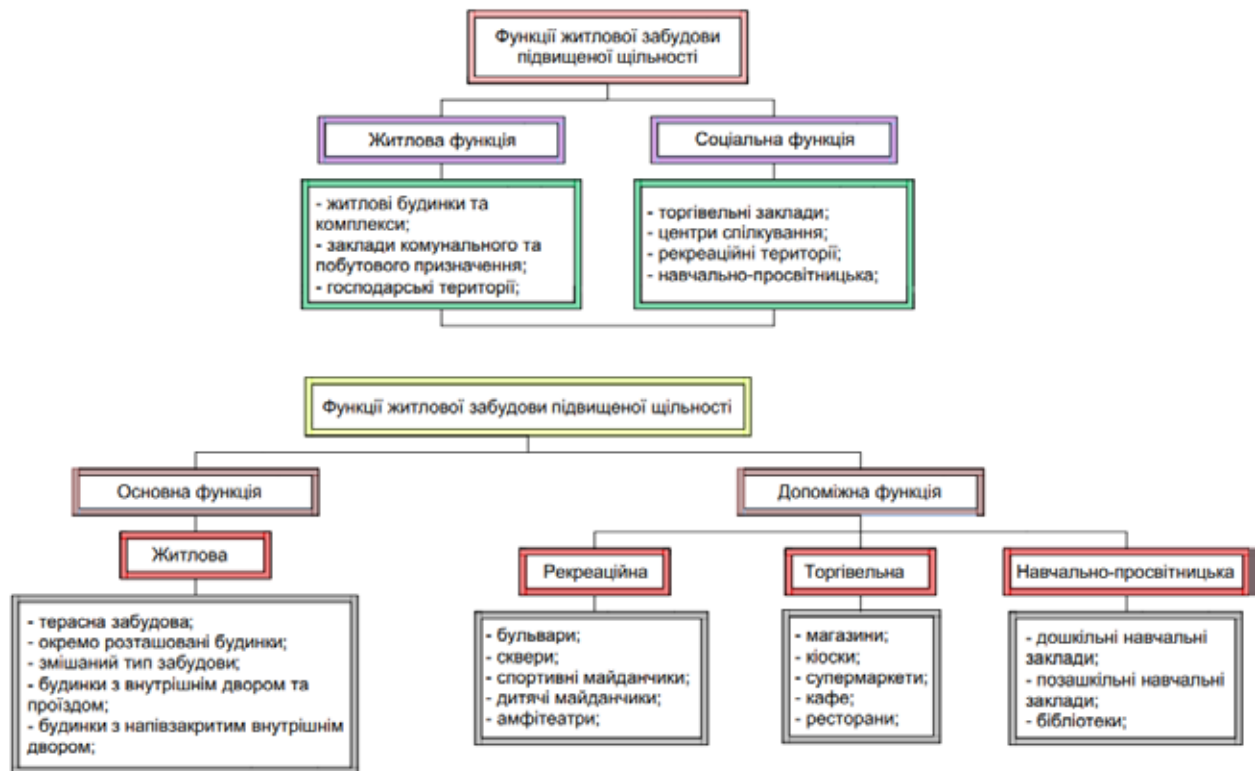 Функції житлової забудови
підвищеної щільності
Житлова функція
Соціальна функція
- житлові будинки та
комплекси;
- заклади комунального та
побутового призначення;
- господарські території;
- торгівельні заклади;
- центри спілкування;
- рекреаційні території;
- навчально-просвітницька;
Функції житлової забудови підвищеної щільності
Основна функція
Допоміжна функція
Житлова
- терасна забудова;
- окремо розташовані будинки;
- змішаний тип забудови;
- будинки з внутрішнім двором та
проїздом;
- будинки з напівзакритим внутрішнім
двором;
Рекреаційна
- бульвари;
- сквери;
- спортивні майданчики;
- дитячі майданчики;
- амфітеатри;
Торгівельна
- магазини;
- кіоски;
- супермаркети;
- кафе;
- ресторани;
Навчально-просвітницька
- дошкільні навчальні
заклади;
- позашкільні навчальні
заклади;
- бібліотеки;